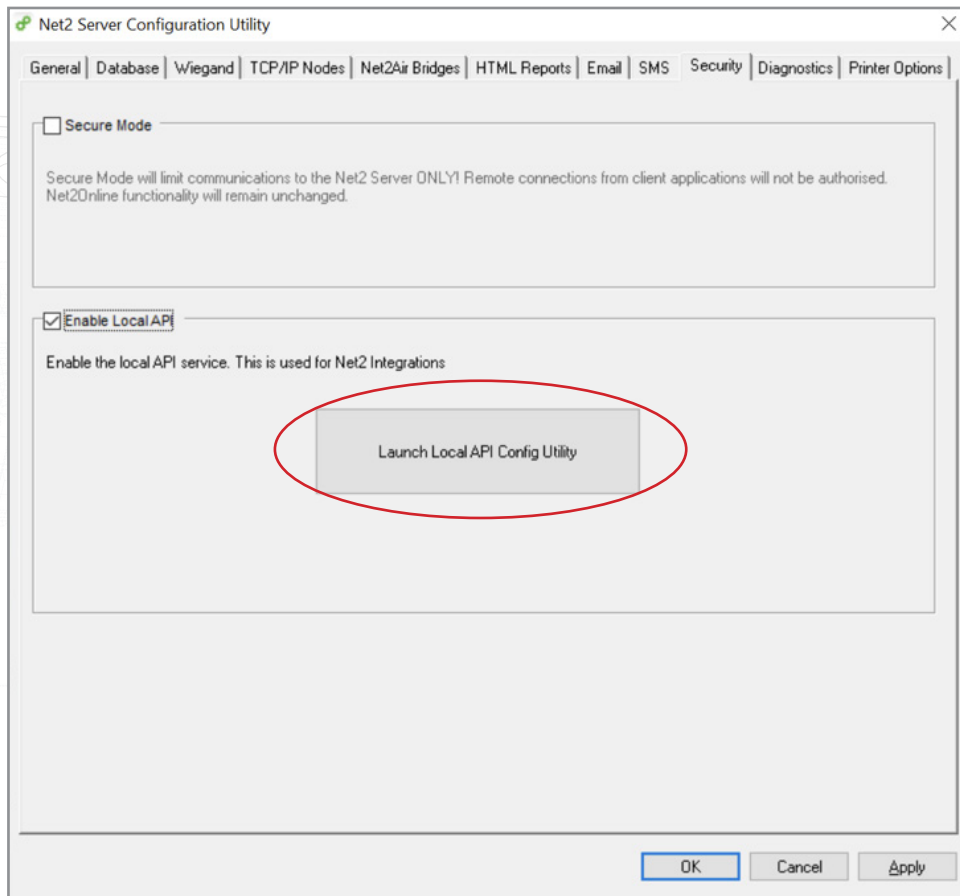 Net2 Server Configuration Utility
General Database Wiegand TCP/IP Nodes Net2Air Bridges HTML Reports Email SMS Security Diagnostics Printer Options
Secure Mode
Secure Mode will limit communications to the Net2 Server ONLY! Remote connections from client applications will not be authorised.
Net2Online functionality will remain unchanged.
Enable Local API
Enable the local API service. This is used for Net2 Integrations
Launch Local API Config Utility
OK Cancel Apply